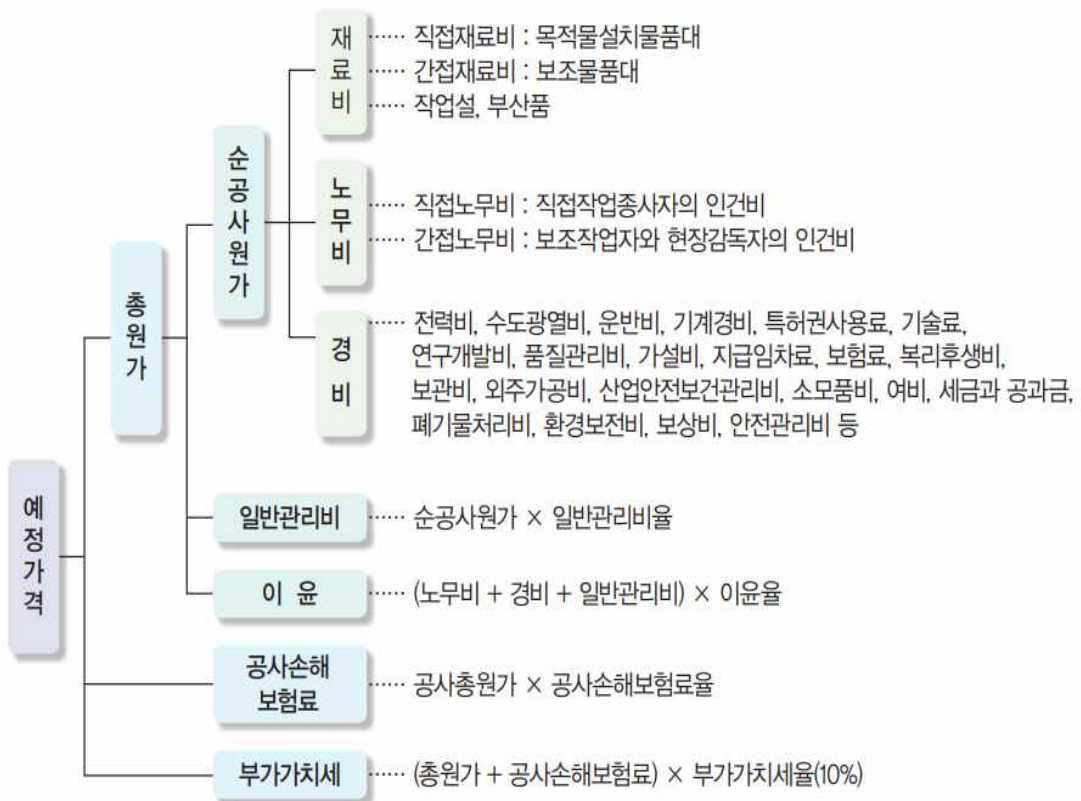 예정가격
총원가
순공사원가
재료비
······ 직접재료비 : 목적물설치물품대
······ 간접재료비 : 보조물품대
······ 작업설, 부산품
노무비
······ 직접노무비 : 직접작업종사자의 인건비
······ 간접노무비 : 보조작업자와 현장감독자의 인건비
경비
······ 전력비, 수도광열비, 운반비, 기계경비, 특허권사용료, 기술료,
연구개발비, 품질관리비, 가설비, 지급임차료, 보험료, 복리후생비,
보관비, 외주가공비, 산업안전보건관리비, 소모품비, 여비, 세금과 공과금,
폐기물처리비, 환경보전비, 보상비, 안전관리비 등
일반관리비 ······ 순공사원가 × 일반관리비율
이 윤 ······ (노무비 + 경비 + 일반관리비) × 이윤율
공사손해
보험료
······ 공사총원가 × 공사손해보험료율
부가가치세 ······ (총원가 + 공사손해보험료) × 부가가치세율(10%)